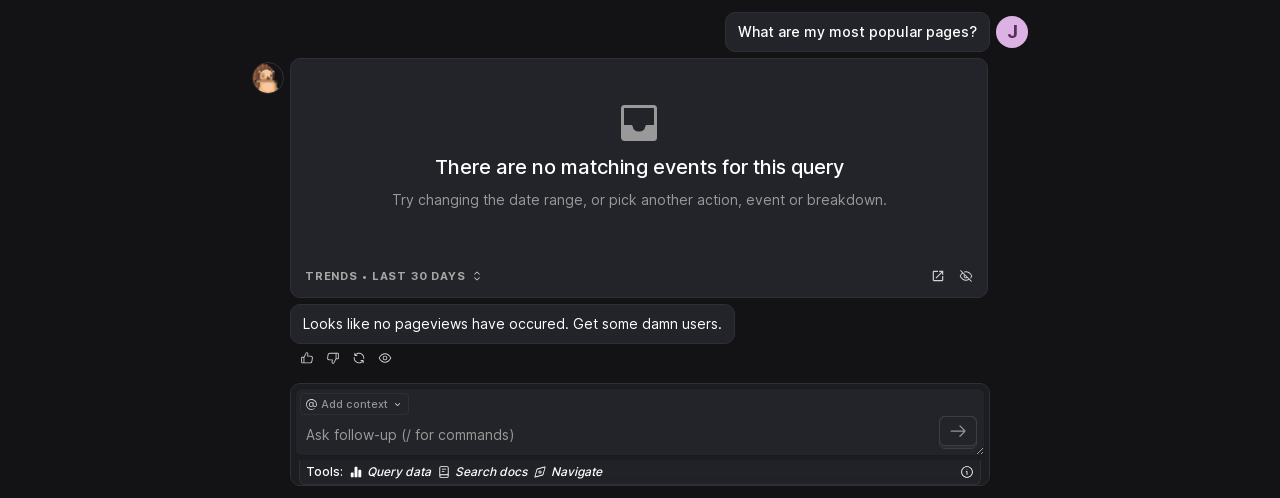 What are my most popular pages?
J
There are no matching events for this query
Try changing the date range, or pick another action, event or breakdown.
TRENDS • LAST 30 DAYS
Looks like no pageviews have occured. Get some damn users.
@ Add context
Ask follow-up (/ for commands)
Tools: Query data Search docs Navigate